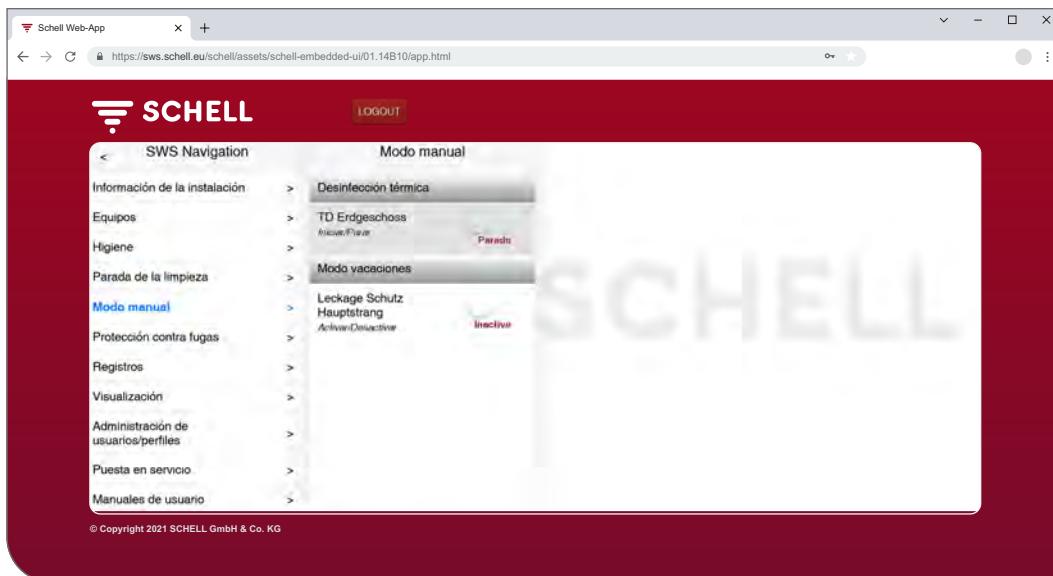 Schell Web-App
https://sws.schell.eu/schell/assets/schell-embedded-ui/01.14B10/app.html
SCHELL
LOGOUT
SWS Navigation
Información de la instalación
Equipos
Higiene
Parada de la limpieza
Modo manual
Protección contra fugas
Registros
Visualización
Administración de
usuarios/perfiles
Puesta en servicio
Manuales de usuario
Modo manual
Desinfección térmica
TD Erdgeschoss
Iniciar/Parar
Parado
Modo vacaciones
Leckage Schutz
Hauptstrang
Activar/Desactivar
Inactivo
SCHELL
© Copyright 2021 SCHELL GmbH & Co. KG